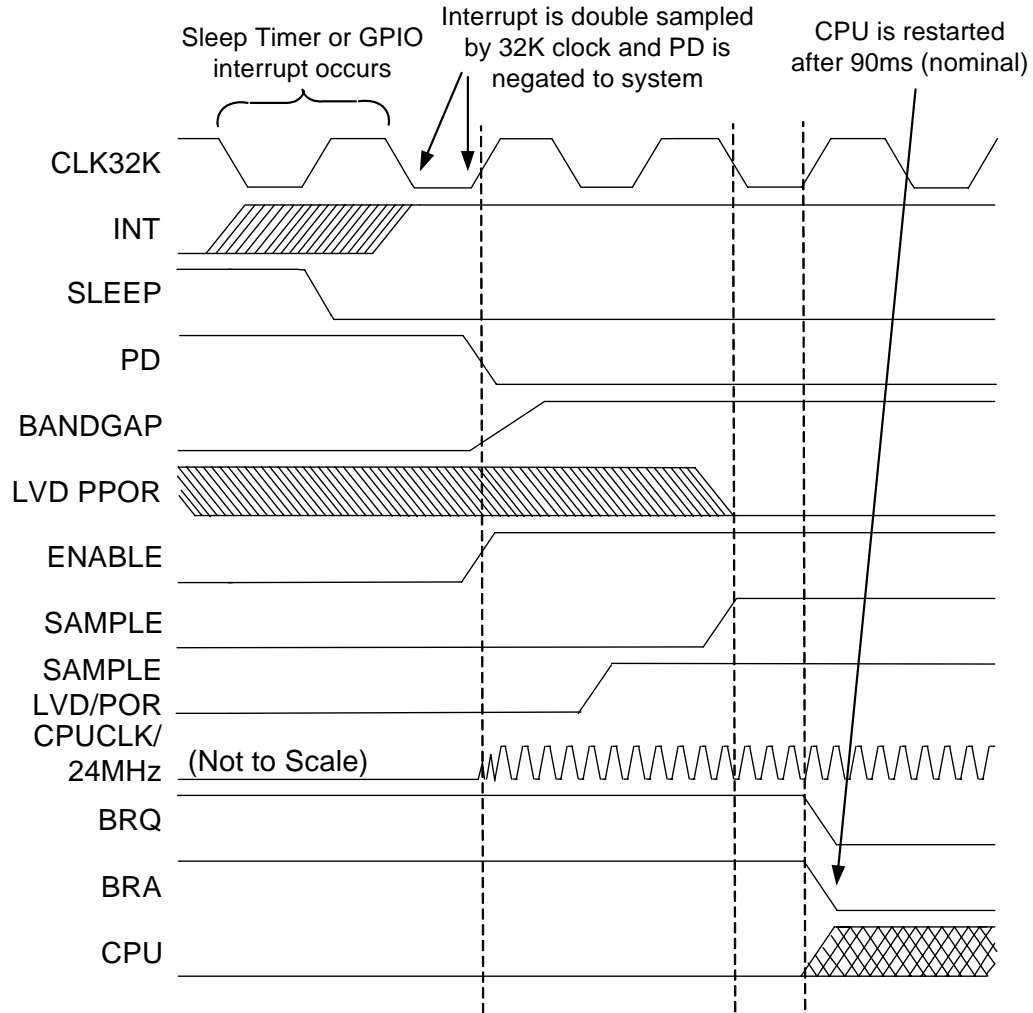 Sleep Timer or GPIO
interrupt occurs
Interrupt is double sampled
by 32K clock and PD is
negated to system
CPU is restarted
after 90ms (nominal)
CLK32K
INT
SLEEP
PD
BANDGAP
LVD PPOR
ENABLE
SAMPLE
SAMPLE
LVD/POR
CPUCLK/
24MHz
(Not to Scale)
BRQ
BRA
CPU